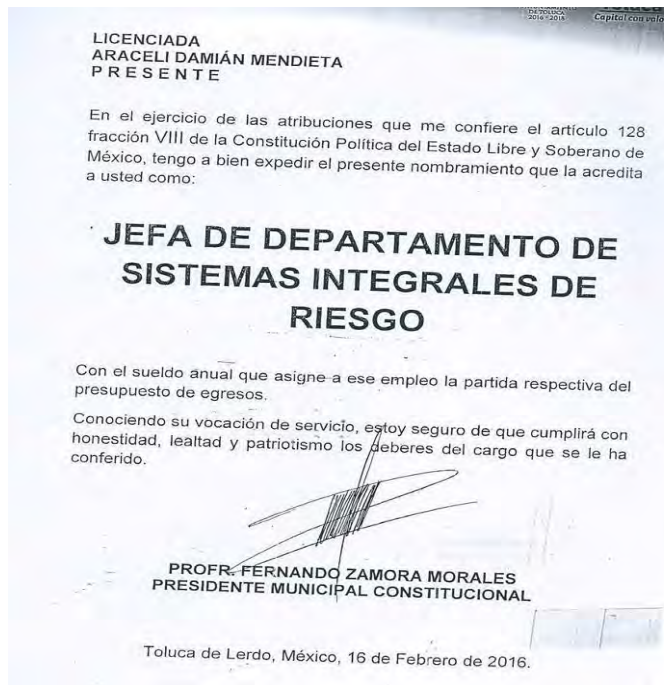 DE TOLUCA
2016 - 2018
Capital con valo
LICENCIADA
ARACELI DAMIÁN MENDIETA
P R E S E N T E
En el ejercicio de las atribuciones que me confiere el artículo 128
fracción VIII de la Constitución Política del Estado Libre y Soberano de
México, tengo a bien expedir el presente nombramiento que la acredita
a usted como:
JEFA DE DEPARTAMENTO DE
SISTEMAS INTEGRALES DE
RIESGO
Con el sueldo anual que asigne a ese empleo la partida respectiva del
presupuesto de egresos.
Conociendo su vocación de servicio, estoy seguro de que cumplirá con
honestidad, lealtad y patriotismo los deberes del cargo que se le ha
conferido.
PROFR. FERNANDO ZAMORA MORALES
PRESIDENTE MUNICIPAL CONSTITUCIONAL
Toluca de Lerdo, México, 16 de Febrero de 2016.